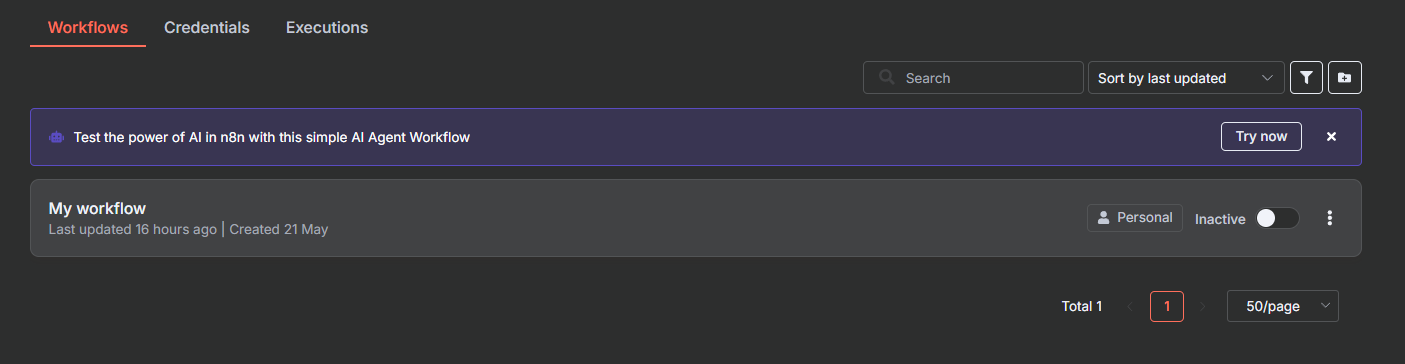 Workflows Credentials Executions
Search Sort by last updated
Test the power of AI in n8n with this simple AI Agent Workflow Try now
My workflow
Last updated 16 hours ago | Created 21 May
Personal Inactive
Total 1 1 50/page